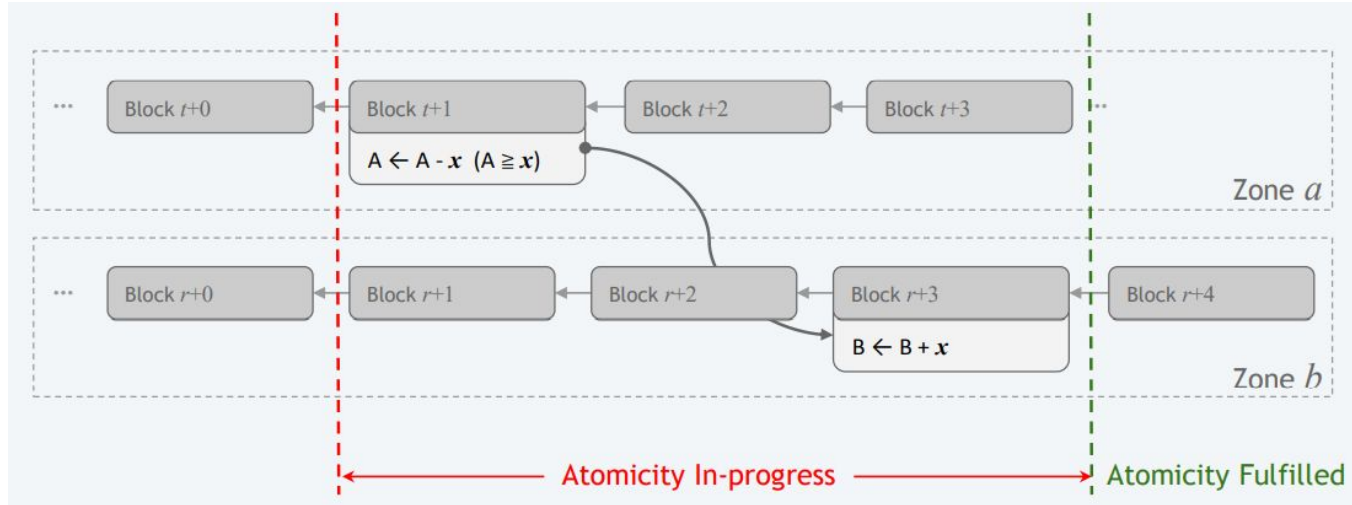 ... Block t+0 Block t+1 Block t+2 Block t+3 ..
A ← A - x (A ≧ x)
Zone a
... Block r+0 Block r+1 Block r+2 Block r+3 Block r+4
B ← B + x
Zone b
Atomicity In-progress Atomicity Fulfilled